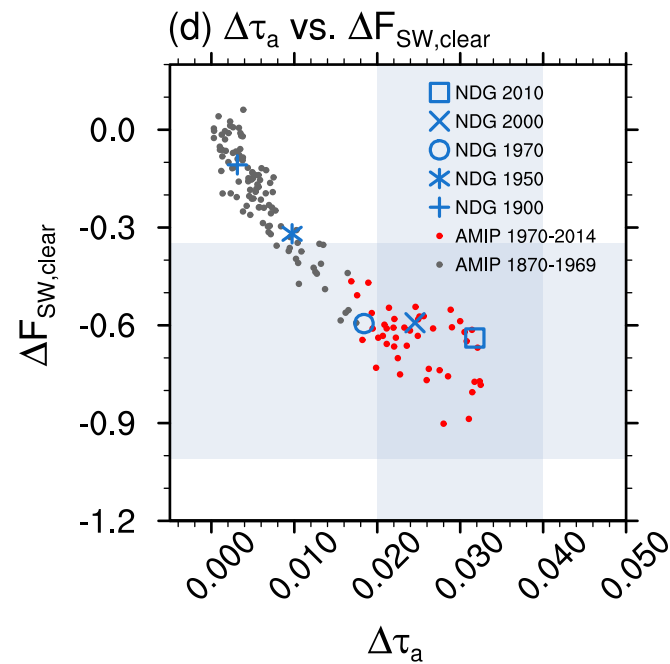 (d) Δτa vs. ΔFSW,clear
NDG 2010
NDG 2000
NDG 1970
NDG 1950
NDG 1900
AMIP 1970-2014
AMIP 1870-1969
0.0
-0.3
-0.6
-0.9
-1.2
ΔFSW,clear
0.000
0.010
0.020
0.030
0.040
0.050
Δτa